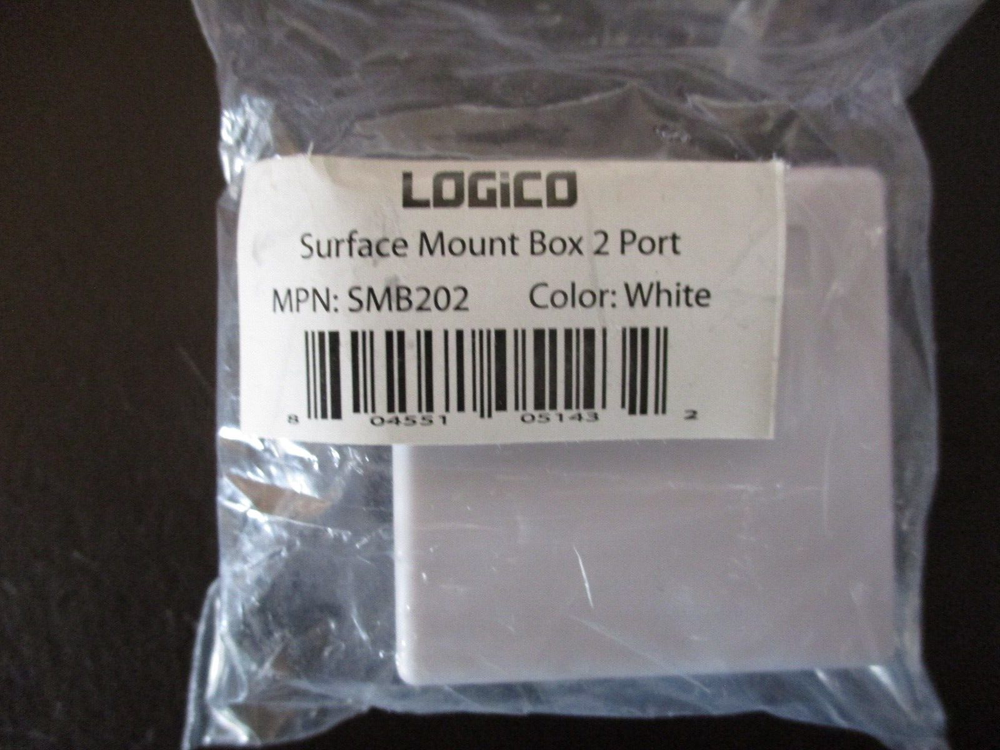 LOGiCO
Surface Mount Box 2 Port
MPN: SMB202 Color: White
8 04551 05143 2